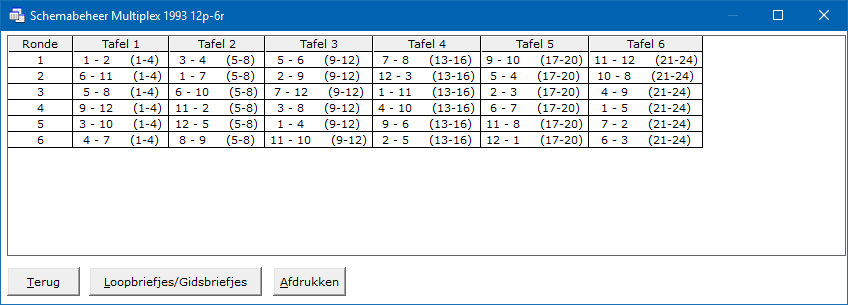 Schemabeheer Multiplex 1993 12p-6r
Ronde Tafel 1 Tafel 2 Tafel 3 Tafel 4 Tafel 5 Tafel 6
1 1 - 2 (1-4) 3 - 4 (5-8) 5 - 6 (9-12) 7 - 8 (13-16) 9 - 10 (17-20) 11 - 12 (21-24)
2 6 - 11 (1-4) 1 - 7 (5-8) 2 - 9 (9-12) 12 - 3 (13-16) 5 - 4 (17-20) 10 - 8 (21-24)
3 5 - 8 (1-4) 6 - 10 (5-8) 7 - 12 (9-12) 1 - 11 (13-16) 2 - 3 (17-20) 4 - 9 (21-24)
4 9 - 12 (1-4) 11 - 2 (5-8) 3 - 8 (9-12) 4 - 10 (13-16) 6 - 7 (17-20) 1 - 5 (21-24)
5 3 - 10 (1-4) 12 - 5 (5-8) 1 - 4 (9-12) 9 - 6 (13-16) 11 - 8 (17-20) 7 - 2 (21-24)
6 4 - 7 (1-4) 8 - 9 (5-8) 11 - 10 (9-12) 2 - 5 (13-16) 12 - 1 (17-20) 6 - 3 (21-24)
Terug Loopbriefjes/Gidsbriefjes Afdrukken